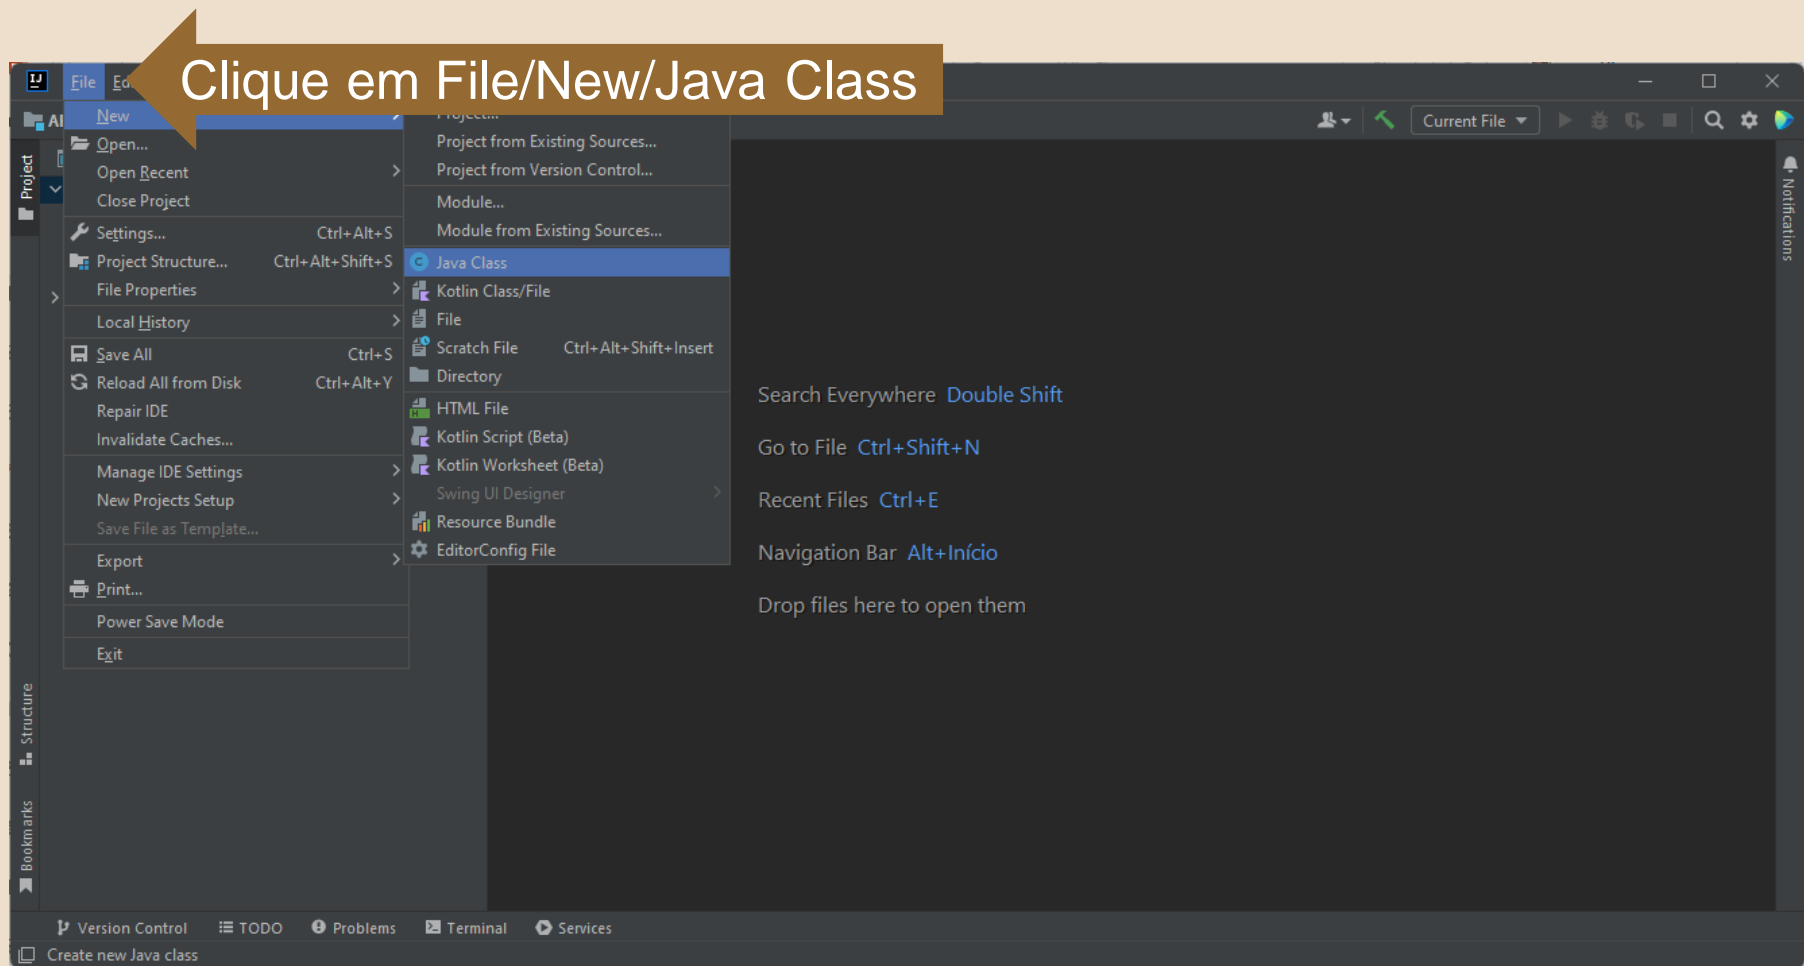 Clique em File/New/Java Class
IJ
File
New
Open...
Open Recent
Close Project
Settings... Ctrl+Alt+S
Project Structure... Ctrl+Alt+Shift+S
File Properties
Local History
Save All Ctrl+S
Reload All from Disk Ctrl+Alt+Y
Repair IDE
Invalidate Caches...
Manage IDE Settings
New Projects Setup
Save File as Template...
Export
Print...
Power Save Mode
Exit
Project...
Project from Existing Sources...
Project from Version Control...
Module...
Module from Existing Sources...
Java Class
Kotlin Class/File
File
Scratch File Ctrl+Alt+Shift+Insert
Directory
HTML File
Kotlin Script (Beta)
Kotlin Worksheet (Beta)
Swing UI Designer
Resource Bundle
EditorConfig File
Current File
Project
Structure
Bookmarks
Search Everywhere Double Shift
Go to File Ctrl+Shift+N
Recent Files Ctrl+E
Navigation Bar Alt+Início
Drop files here to open them
Notifications
Version Control TODO Problems Terminal Services
Create new Java class